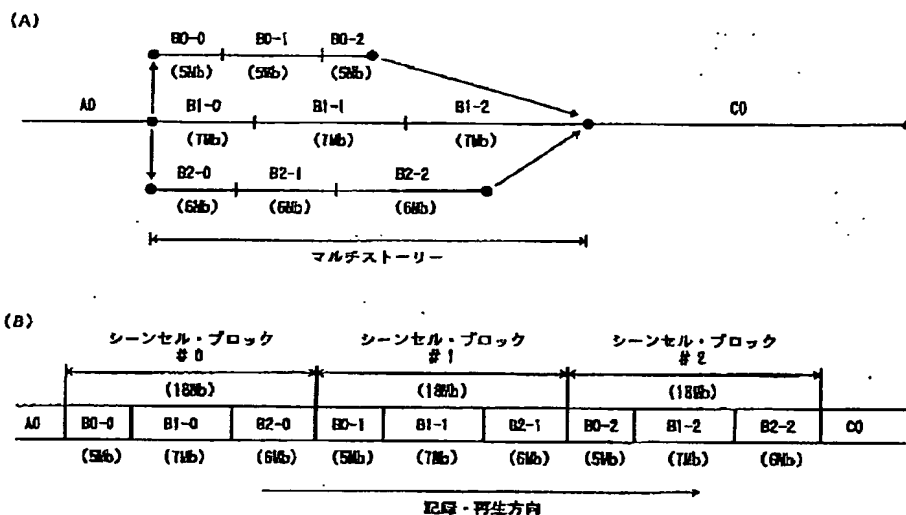 (A)
B0-0 B0-1 B0-2
(5Mb) (5Mb) (5Mb)
A0 B1-0 B1-1 B1-2 C0
(7Mb) (7Mb) (7Mb)
B2-0 B2-1 B2-2
(6Mb) (6Mb) (6Mb)
マルチストーリー
(B)
シーンセル・ブロック シーンセル・ブロック シーンセル・ブロック
#0 #1 #2
(18Mb) (18Mb) (18Mb)
A0 B0-0 B1-0 B2-0 B0-1 B1-1 B2-1 B0-2 B1-2 B2-2 C0
(5Mb) (7Mb) (6Mb) (5Mb) (7Mb) (6Mb) (5Mb) (7Mb) (6Mb)
記録・再生方向